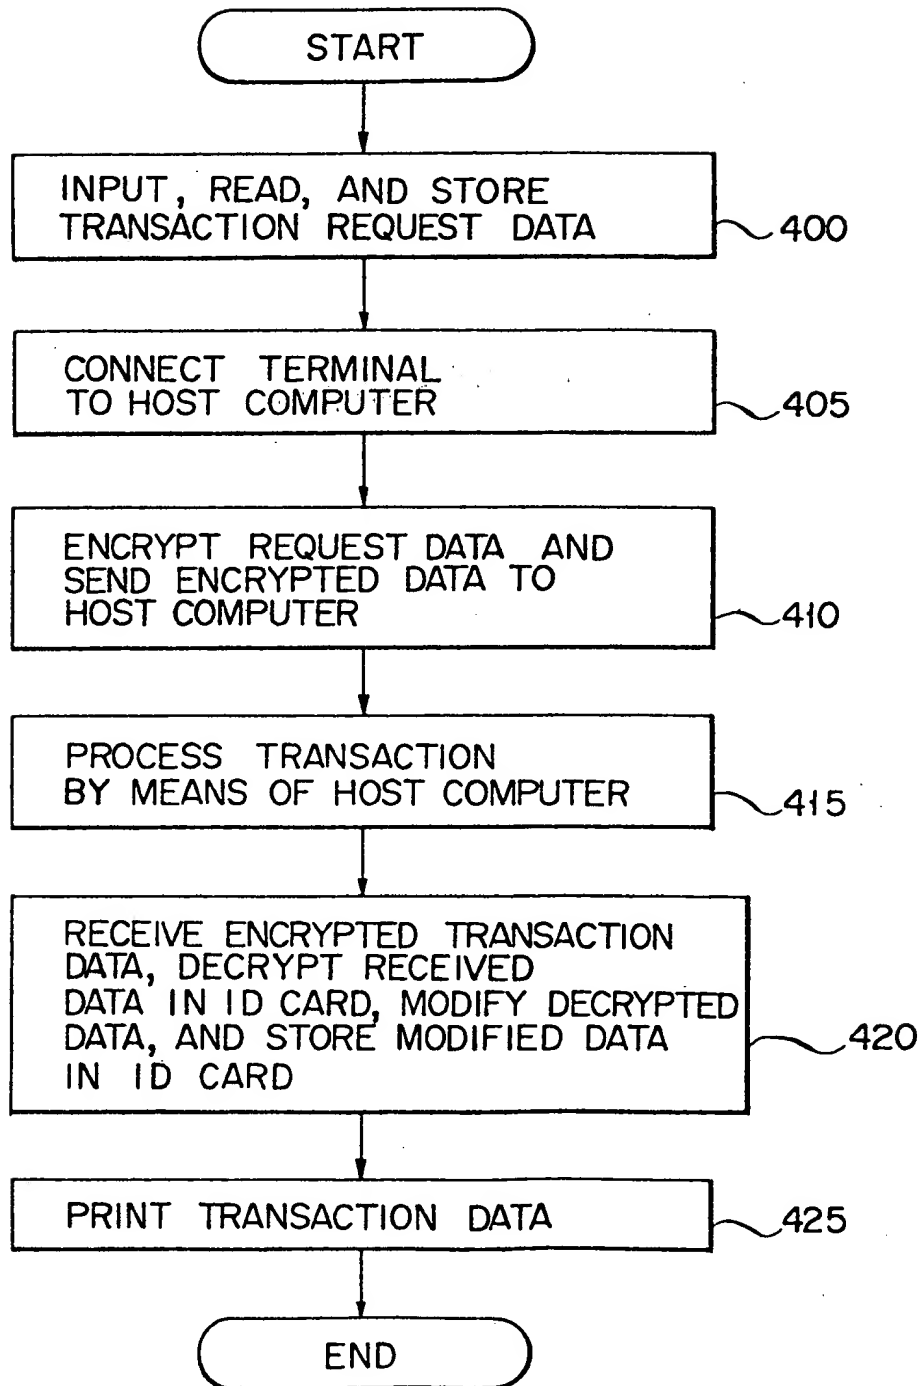 START
INPUT, READ, AND STORE
TRANSACTION REQUEST DATA
400
CONNECT TERMINAL
TO HOST COMPUTER
405
ENCRYPT REQUEST DATA AND
SEND ENCRYPTED DATA TO
HOST COMPUTER
410
PROCESS TRANSACTION
BY MEANS OF HOST COMPUTER
415
RECEIVE ENCRYPTED TRANSACTION
DATA, DECRYPT RECEIVED
DATA IN ID CARD, MODIFY DECRYPTED
DATA, AND STORE MODIFIED DATA
IN ID CARD
420
PRINT TRANSACTION DATA
425
END